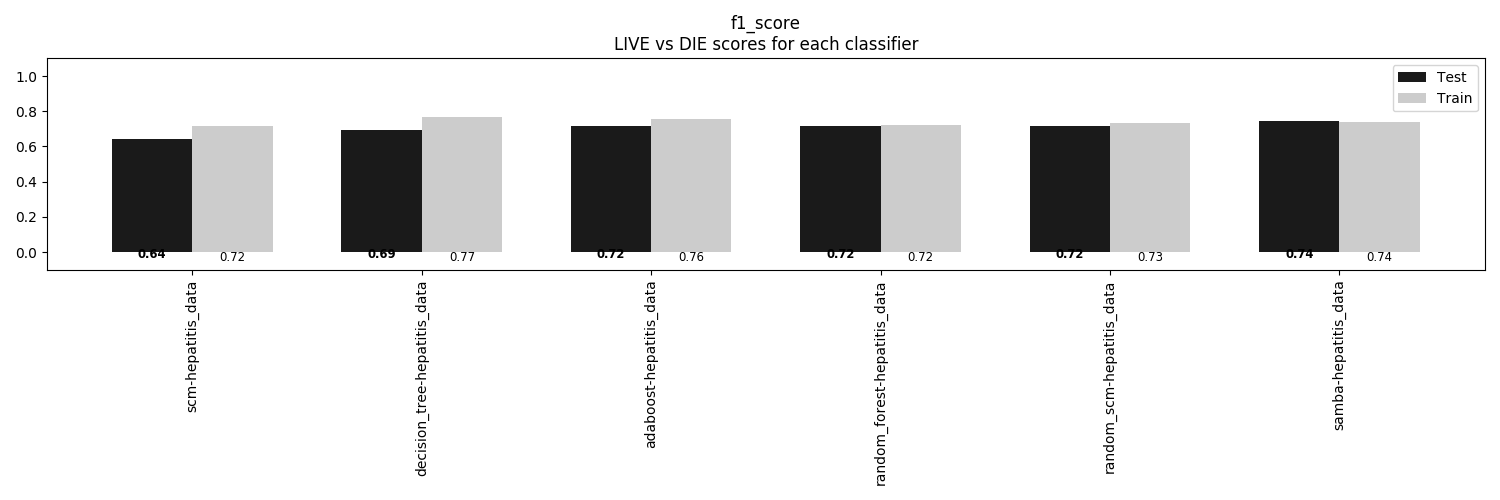 f1_score
LIVE vs DIE scores for each classifier
Test
Train
1.0
0.8
0.6
0.4
0.2
0.0
0.64 0.72 0.69 0.77 0.72 0.76 0.72 0.72 0.72 0.73 0.74 0.74
scm-hepatitis_data
decision_tree-hepatitis_data
adaboost-hepatitis_data
random_forest-hepatitis_data
random_scm-hepatitis_data
samba-hepatitis_data